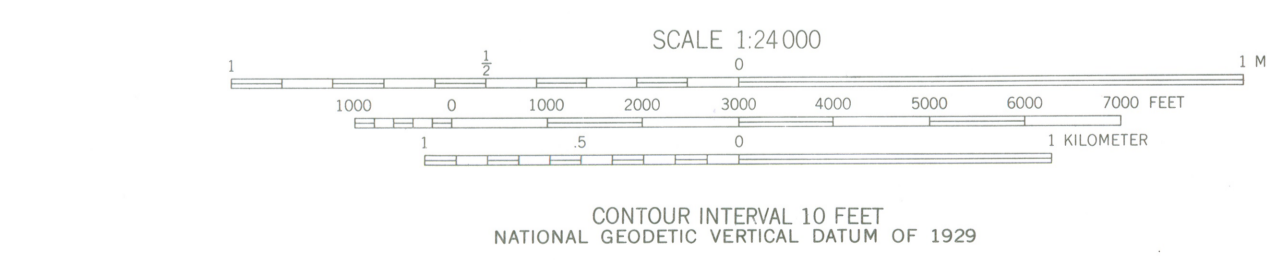 SCALE 1:24 000
1 1/2 0 1 M
1000 0 1000 2000 3000 4000 5000 6000 7000 FEET
1 .5 0 1 KILOMETER
CONTOUR INTERVAL 10 FEET
NATIONAL GEODETIC VERTICAL DATUM OF 1929